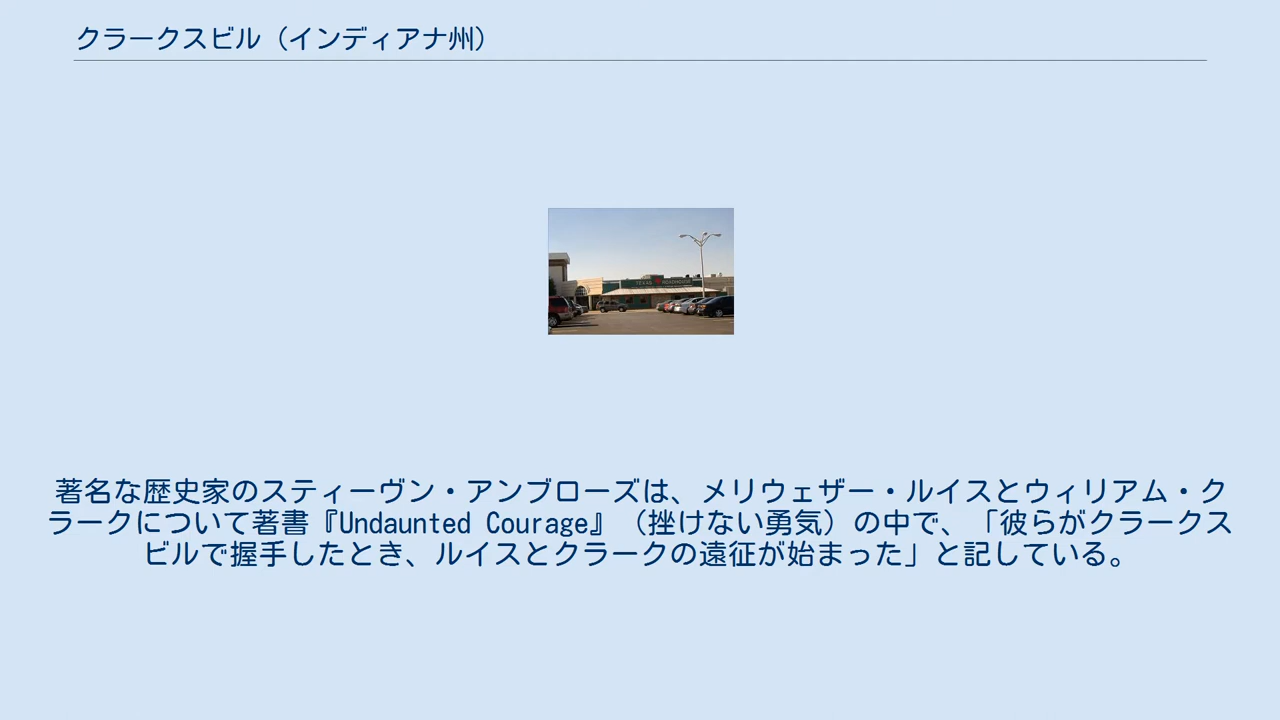 クラークスビル（インディアナ州）
TEXAS ROADHOUSE
著名な歴史家のスティーヴン・アンブローズは、メリウェザー・ルイスとウィリアム・ク
ラークについて著書『Undaunted Courage』（挫けない勇気）の中で、「彼らがクラークス
ビルで握手したとき、ルイスとクラークの遠征が始まった」と記している。